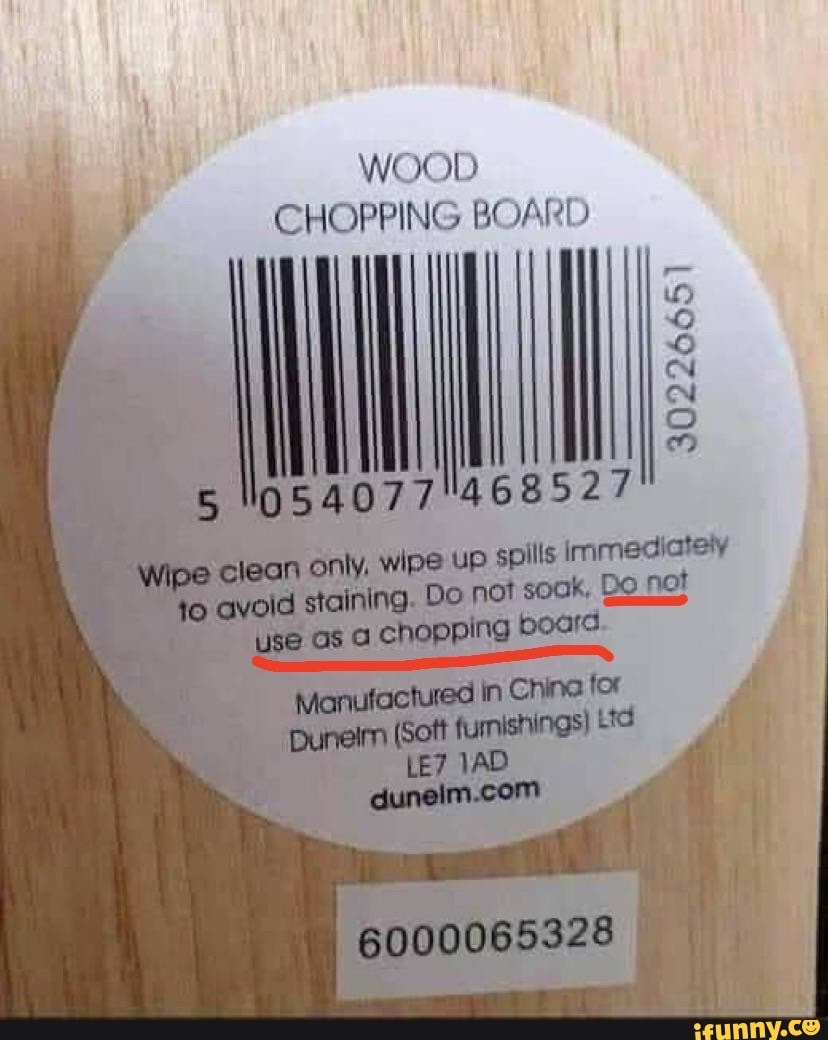 WOOD
CHOPPING BOARD
30226651
5 054077 468527
Wipe clean only, wipe up spills immediately
to avoid staining. Do not soak. Do not
use as a chopping board.
Manufactured in China for
Dunelm (Soft furnishings) Ltd
LE7 1AD
dunelm.com
6000065328
ifunny.co